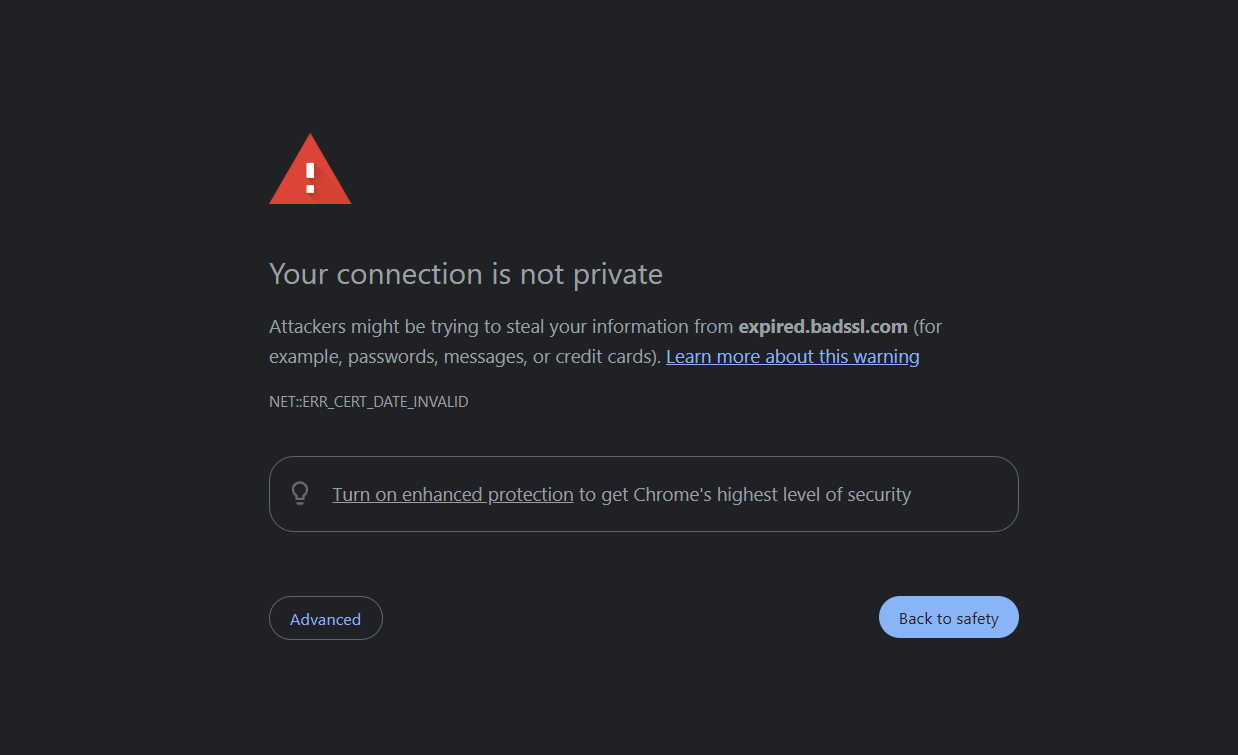 Your connection is not private
Attackers might be trying to steal your information from expired.badssl.com (for
example, passwords, messages, or credit cards). Learn more about this warning
NET::ERR_CERT_DATE_INVALID
Turn on enhanced protection to get Chrome's highest level of security
Advanced
Back to safety